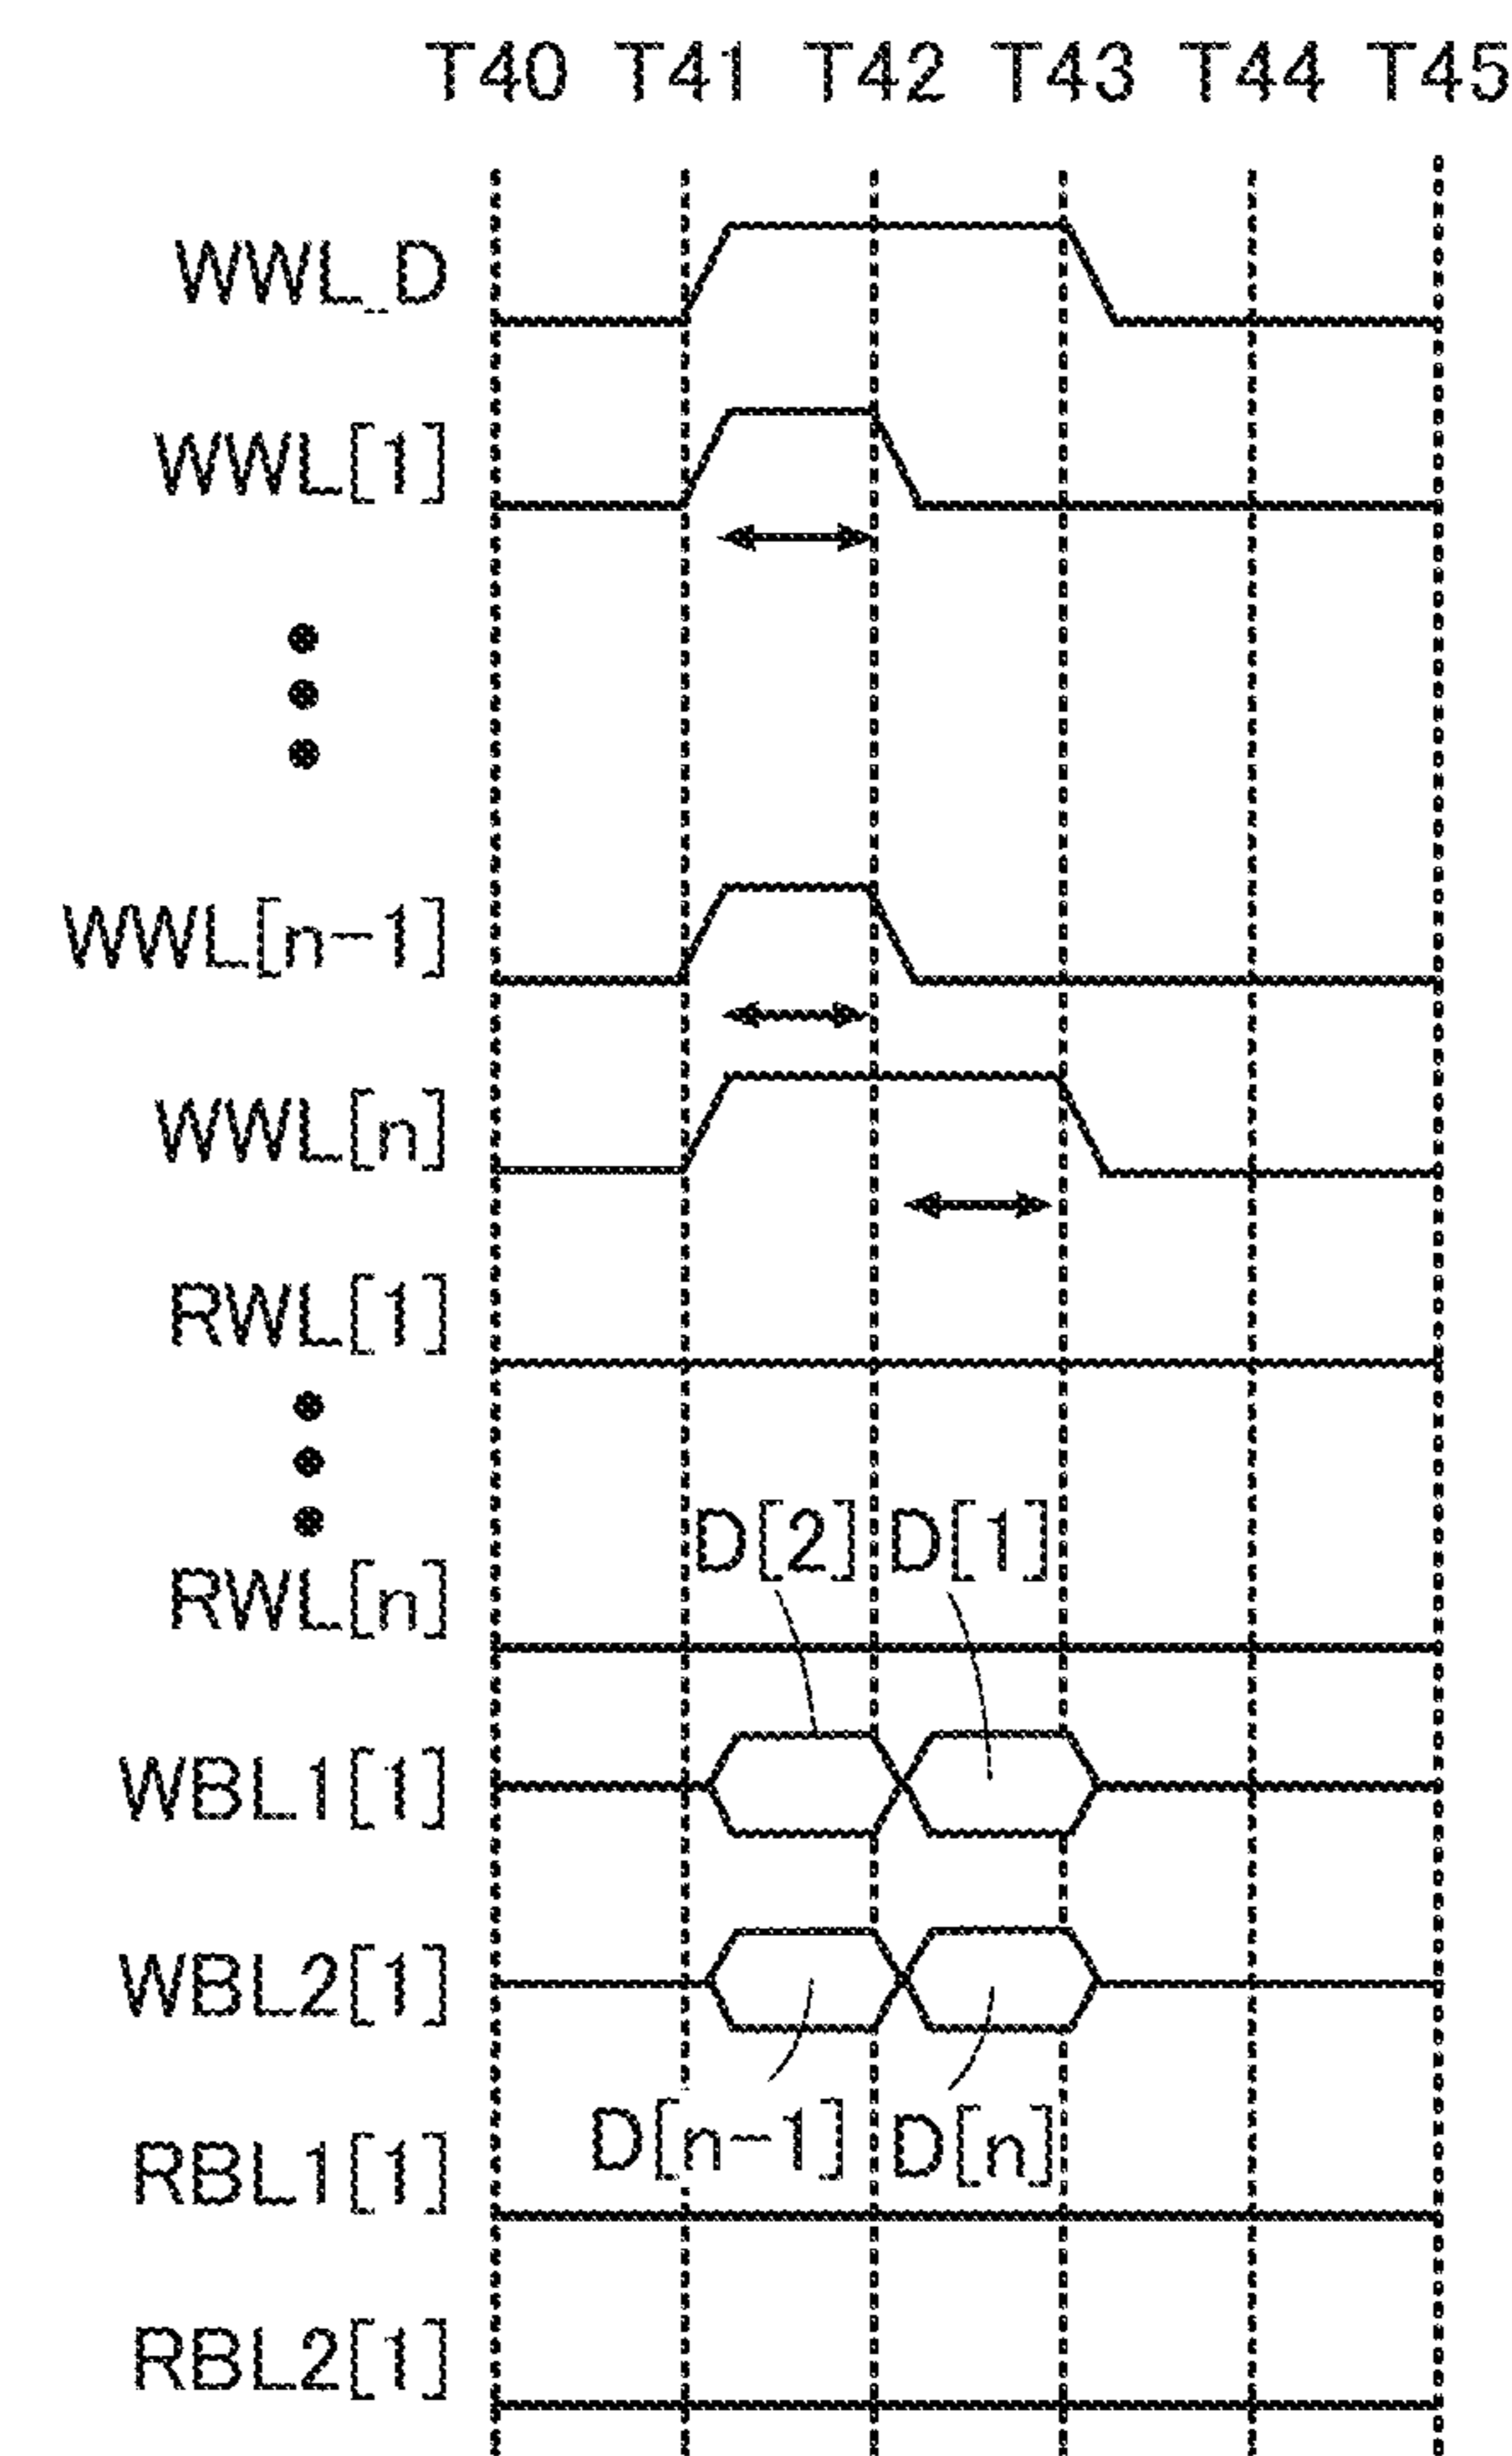 T40 T41 T42 T43 T44 T45
WWL_D
WWL[1]
WWL[n-1]
WWL[n]
RWL[1]
D[2] D[1]
RWL[n]
WBL1[1]
WBL2[1]
D[n-1] D[n]
RBL1[1]
RBL2[1]